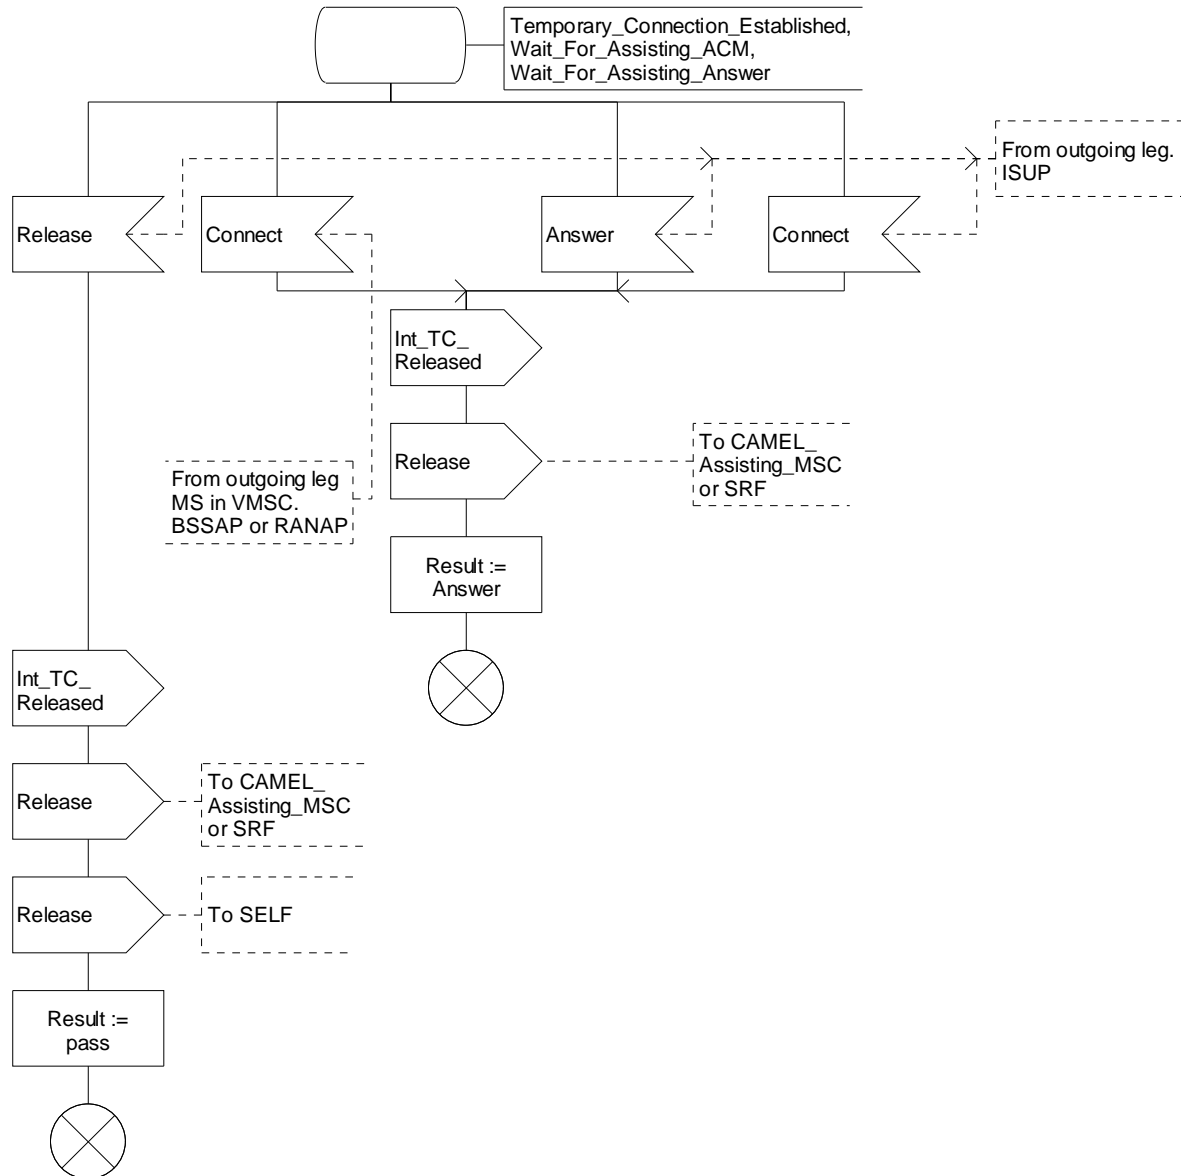 Temporary_Connection_Established,
Wait_For_Assisting_ACM,
Wait_For_Assisting_Answer
From outgoing leg.
ISUP
Release
Connect
Answer
Connect
Int_TC_
Released
Release
To CAMEL_
Assisting_MSC
or SRF
From outgoing leg
MS in VMSC.
BSSAP or RANAP
Result :=
Answer
Int_TC_
Released
Release
To CAMEL_
Assisting_MSC
or SRF
Release
To SELF
Result :=
pass